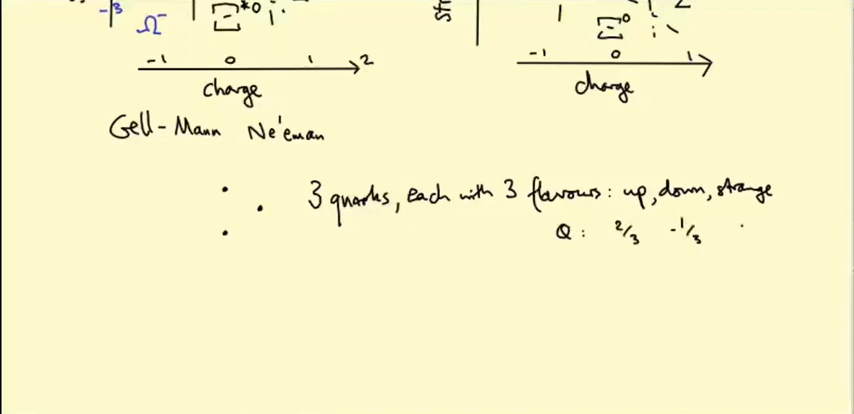 -3 Ω⁻ Ξ*⁰ Ξ⁰
-1 0 1 2 -1 0 1
charge charge
Gell-Mann Ne'eman
3 quarks, each with 3 flavours: up, down, strange
Q: 2/3 -1/3